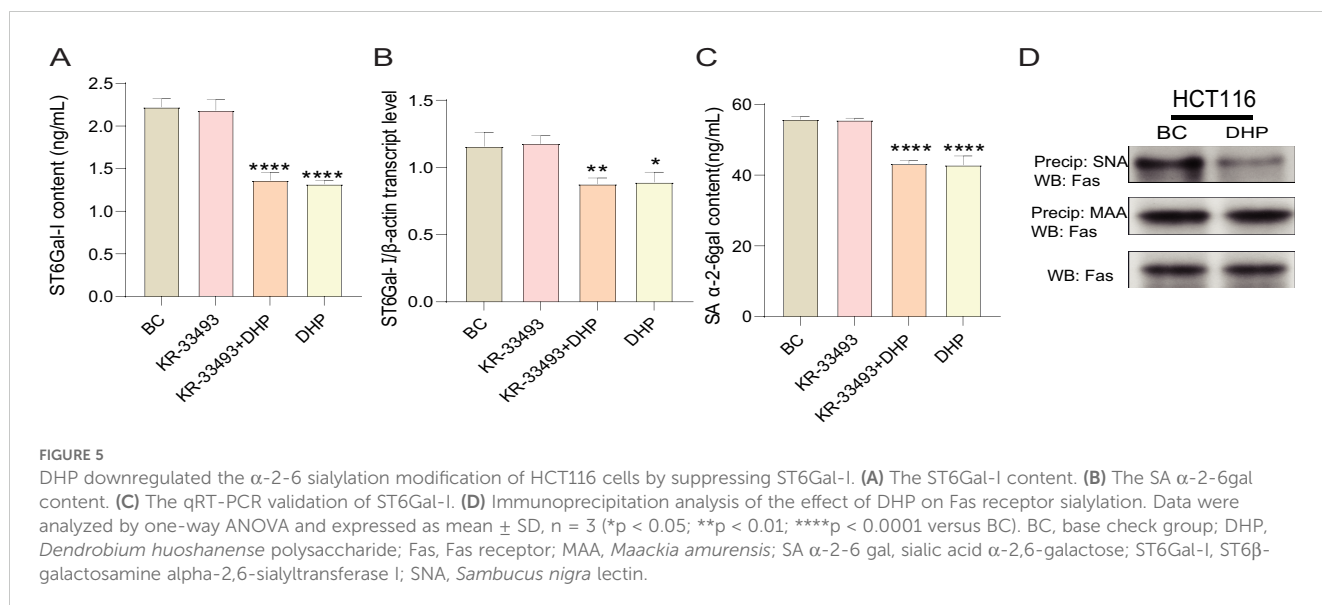 A
ST6Gal-I content (ng/mL)
2.5
2.0
1.5
1.0
0.5
0.0
****
****
BC
KR-33493
KR-33493+DHP
DHP
B
ST6Gal-I/β-actin transcript level
1.5
1.0
0.5
0.0
**
*
BC
KR-33493
KR-33493+DHP
DHP
C
SA α-2-6gal content(ng/mL)
60
40
20
0
****
****
BC
KR-33493
KR-33493+DHP
DHP
D
HCT116
BC DHP
Precip: SNA
WB: Fas
Precip: MAA
WB: Fas
WB: Fas
FIGURE 5
DHP downregulated the α-2-6 sialylation modification of HCT116 cells by suppressing ST6Gal-I. (A) The ST6Gal-I content. (B) The SA α-2-6gal
content. (C) The qRT-PCR validation of ST6Gal-I. (D) Immunoprecipitation analysis of the effect of DHP on Fas receptor sialylation. Data were
analyzed by one-way ANOVA and expressed as mean ± SD, n = 3 (*p < 0.05; **p < 0.01; ****p < 0.0001 versus BC). BC, base check group; DHP,
Dendrobium huoshanense polysaccharide; Fas, Fas receptor; MAA, Maackia amurensis; SA α-2-6 gal, sialic acid α-2,6-galactose; ST6Gal-I, ST6β-
galactosamine alpha-2,6-sialyltransferase I; SNA, Sambucus nigra lectin.